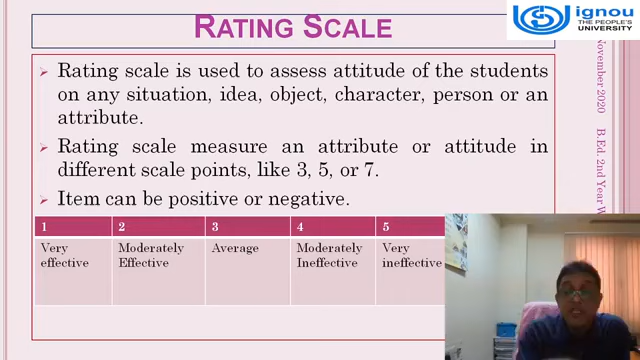 RATING SCALE
ignou
THE PEOPLE'S
UNIVERSITY
Rating scale is used to assess attitude of the students
on any situation, idea, object, character, person or an
attribute.
Rating scale measure an attribute or attitude in
different scale points, like 3, 5, or 7.
Item can be positive or negative.
1 2 3 4 5
Very Moderately Average Moderately Very
effective Effective Ineffective ineffective
November 2020 B.Ed. 2nd Year W